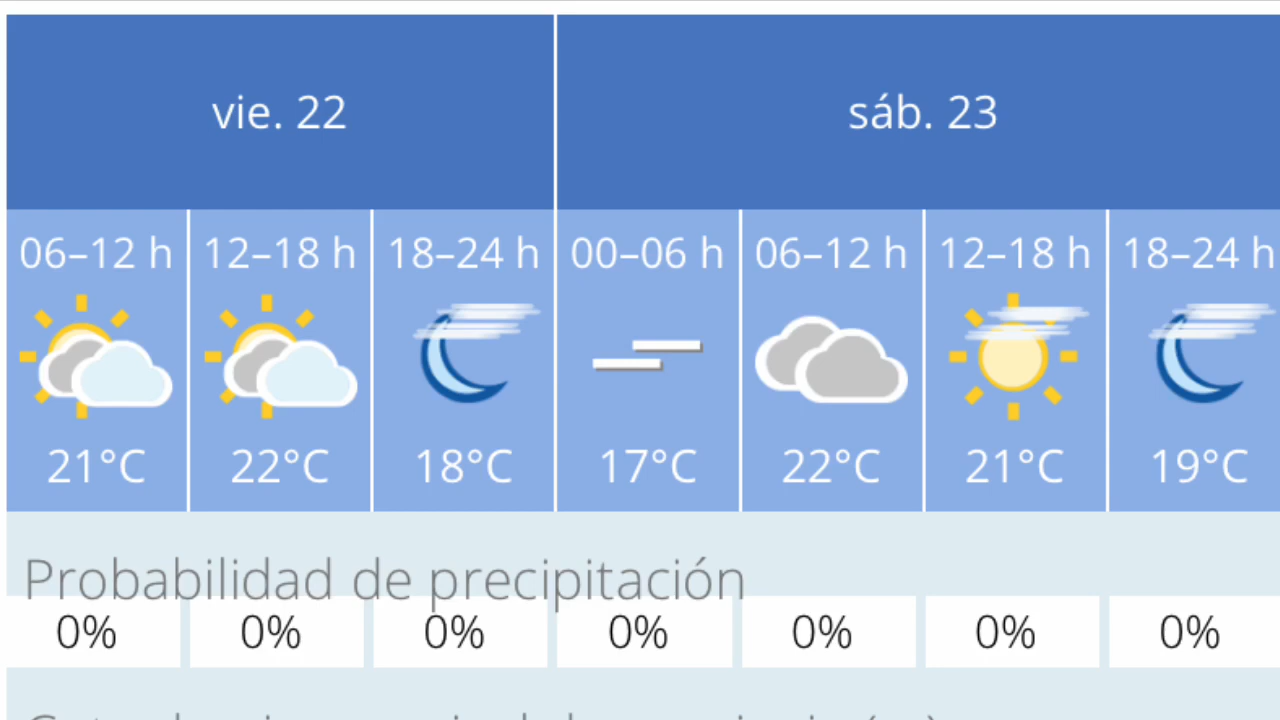 vie. 22 sáb. 23
06–12 h 12–18 h 18–24 h 00–06 h 06–12 h 12–18 h 18–24 h
21°C 22°C 18°C 17°C 22°C 21°C 19°C
Probabilidad de precipitación
0% 0% 0% 0% 0% 0% 0%